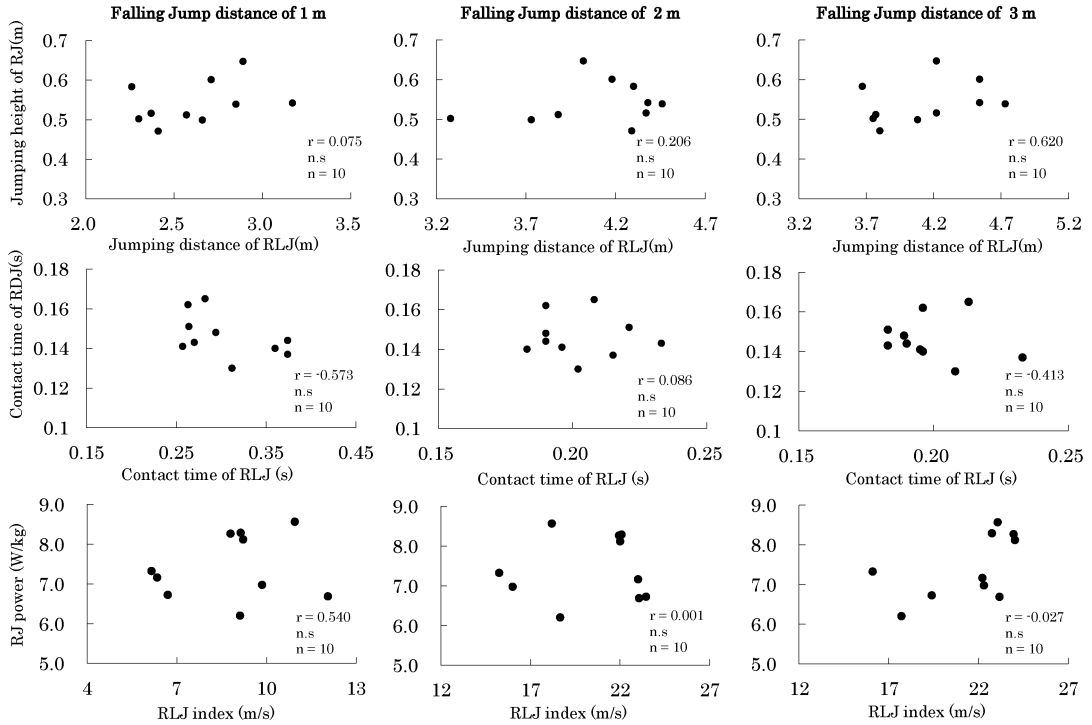 Falling Jump distance of 1 m
Falling Jump distance of 2 m
Falling Jump distance of 3 m
Jumping height of RJ(m)
0.7
0.6
0.5
0.4
0.3
r = 0.075
n.s
n = 10
2.0 2.5 3.0 3.5
Jumping distance of RLJ(m)
0.7
0.6
0.5
0.4
0.3
r = 0.206
n.s
n = 10
3.2 3.7 4.2 4.7
Jumping distance of RLJ(m)
0.7
0.6
0.5
0.4
0.3
r = 0.620
n.s
n = 10
3.2 3.7 4.2 4.7 5.2
Jumping distance of RLJ(m)
Contact time of RDJ(s)
0.18
0.16
0.14
0.12
0.1
r = -0.573
n.s
n = 10
0.15 0.25 0.35 0.45
Contact time of RLJ (s)
0.18
0.16
0.14
0.12
0.1
r = 0.086
n.s
n = 10
0.15 0.20 0.25
Contact time of RLJ (s)
0.18
0.16
0.14
0.12
0.1
r = -0.413
n.s
n = 10
0.15 0.20 0.25
Contact time of RLJ (s)
RJ power (W/kg)
9.0
8.0
7.0
6.0
5.0
r = 0.540
n.s
n = 10
4 7 10 13
RLJ index (m/s)
9.0
8.0
7.0
6.0
5.0
r = 0.001
n.s
n = 10
12 17 22 27
RLJ index (m/s)
9.0
8.0
7.0
6.0
5.0
r = -0.027
n.s
n = 10
12 17 22 27
RLJ index (m/s)